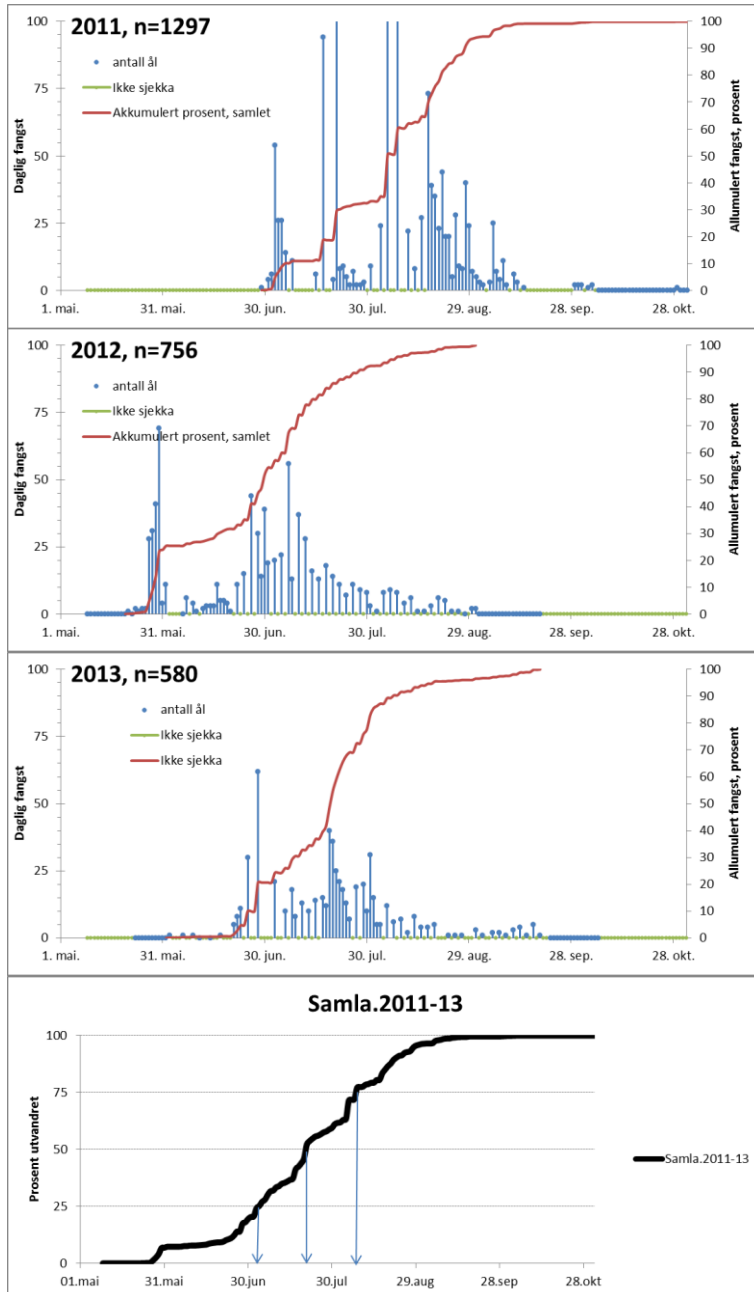 2011, n=1297
antall ål
Ikke sjekka
Akkumulert prosent, samlet
Daglig fangst
Allumulert fangst, prosent
100
75
50
25
0
100
90
80
70
60
50
40
30
20
10
0
1. mai. 31. mai. 30. jun. 30. jul. 29. aug. 28. sep. 28. okt.
2012, n=756
antall ål
Ikke sjekka
Akkumulert prosent, samlet
Daglig fangst
Allumulert fangst, prosent
100
75
50
25
0
100
90
80
70
60
50
40
30
20
10
0
1. mai. 31. mai. 30. jun. 30. jul. 29. aug. 28. sep. 28. okt.
2013, n=580
antall ål
Ikke sjekka
Ikke sjekka
Daglig fangst
Allumulert fangst, prosent
100
75
50
25
0
100
90
80
70
60
50
40
30
20
10
0
1. mai. 31. mai. 30. jun. 30. jul. 29. aug. 28. sep. 28. okt.
Samla.2011-13
Prosent utvandret
100
75
50
25
0
Samla.2011-13
01.mai 31.mai 30.jun 30.jul 29.aug 28.sep 28.okt